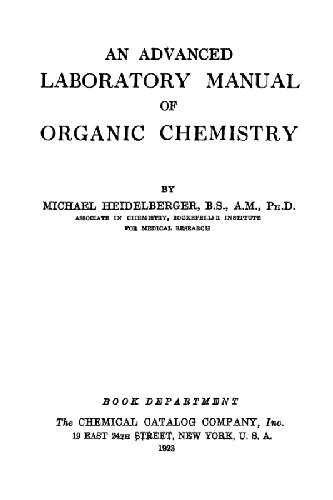 AN ADVANCED
LABORATORY MANUAL
OF
ORGANIC CHEMISTRY
BY
MICHAEL HEIDELBERGER, B.S., A.M., PH.D.
ASSOCIATE IN CHEMISTRY, ROCKEFELLER INSTITUTE
FOR MEDICAL RESEARCH
BOOK DEPARTMENT
The CHEMICAL CATALOG COMPANY, Inc.
19 EAST 24TH STREET, NEW YORK, U. S. A.
1923